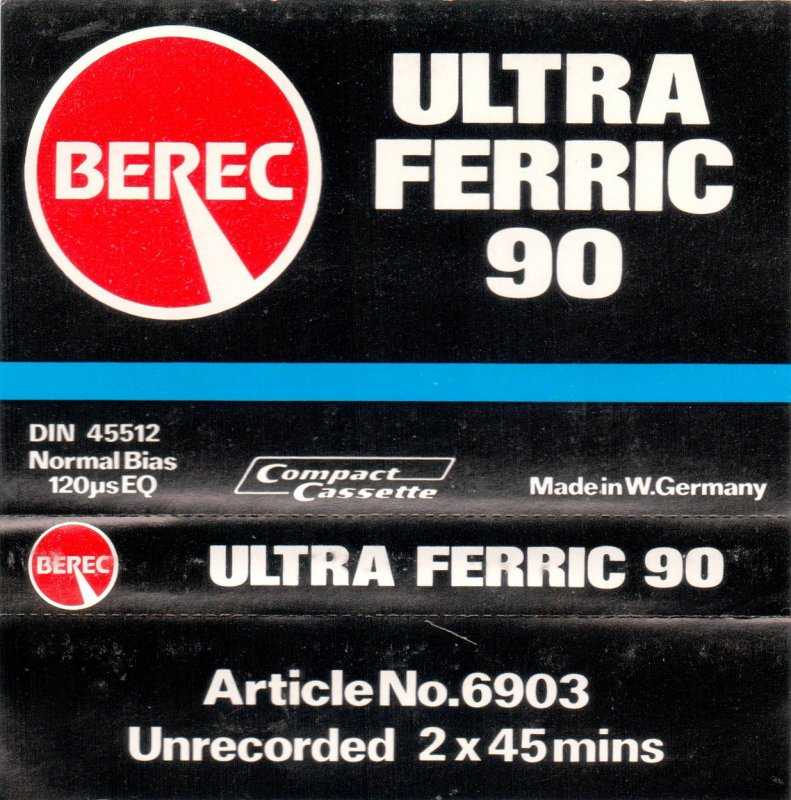 BEREC
ULTRA
FERRIC
90
DIN 45512
Normal Bias
120µs EQ
Compact
Cassette
Made in W.Germany
BEREC
ULTRA FERRIC 90
Article No.6903
Unrecorded 2 x 45 mins